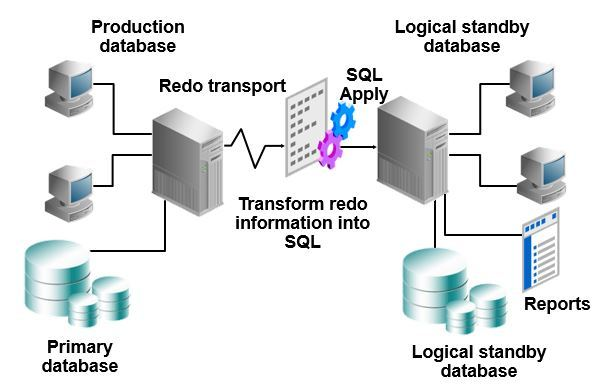 Production
database
Logical standby
database
Redo transport
SQL
Apply
Transform redo
information into
SQL
Reports
Primary
database
Logical standby
database